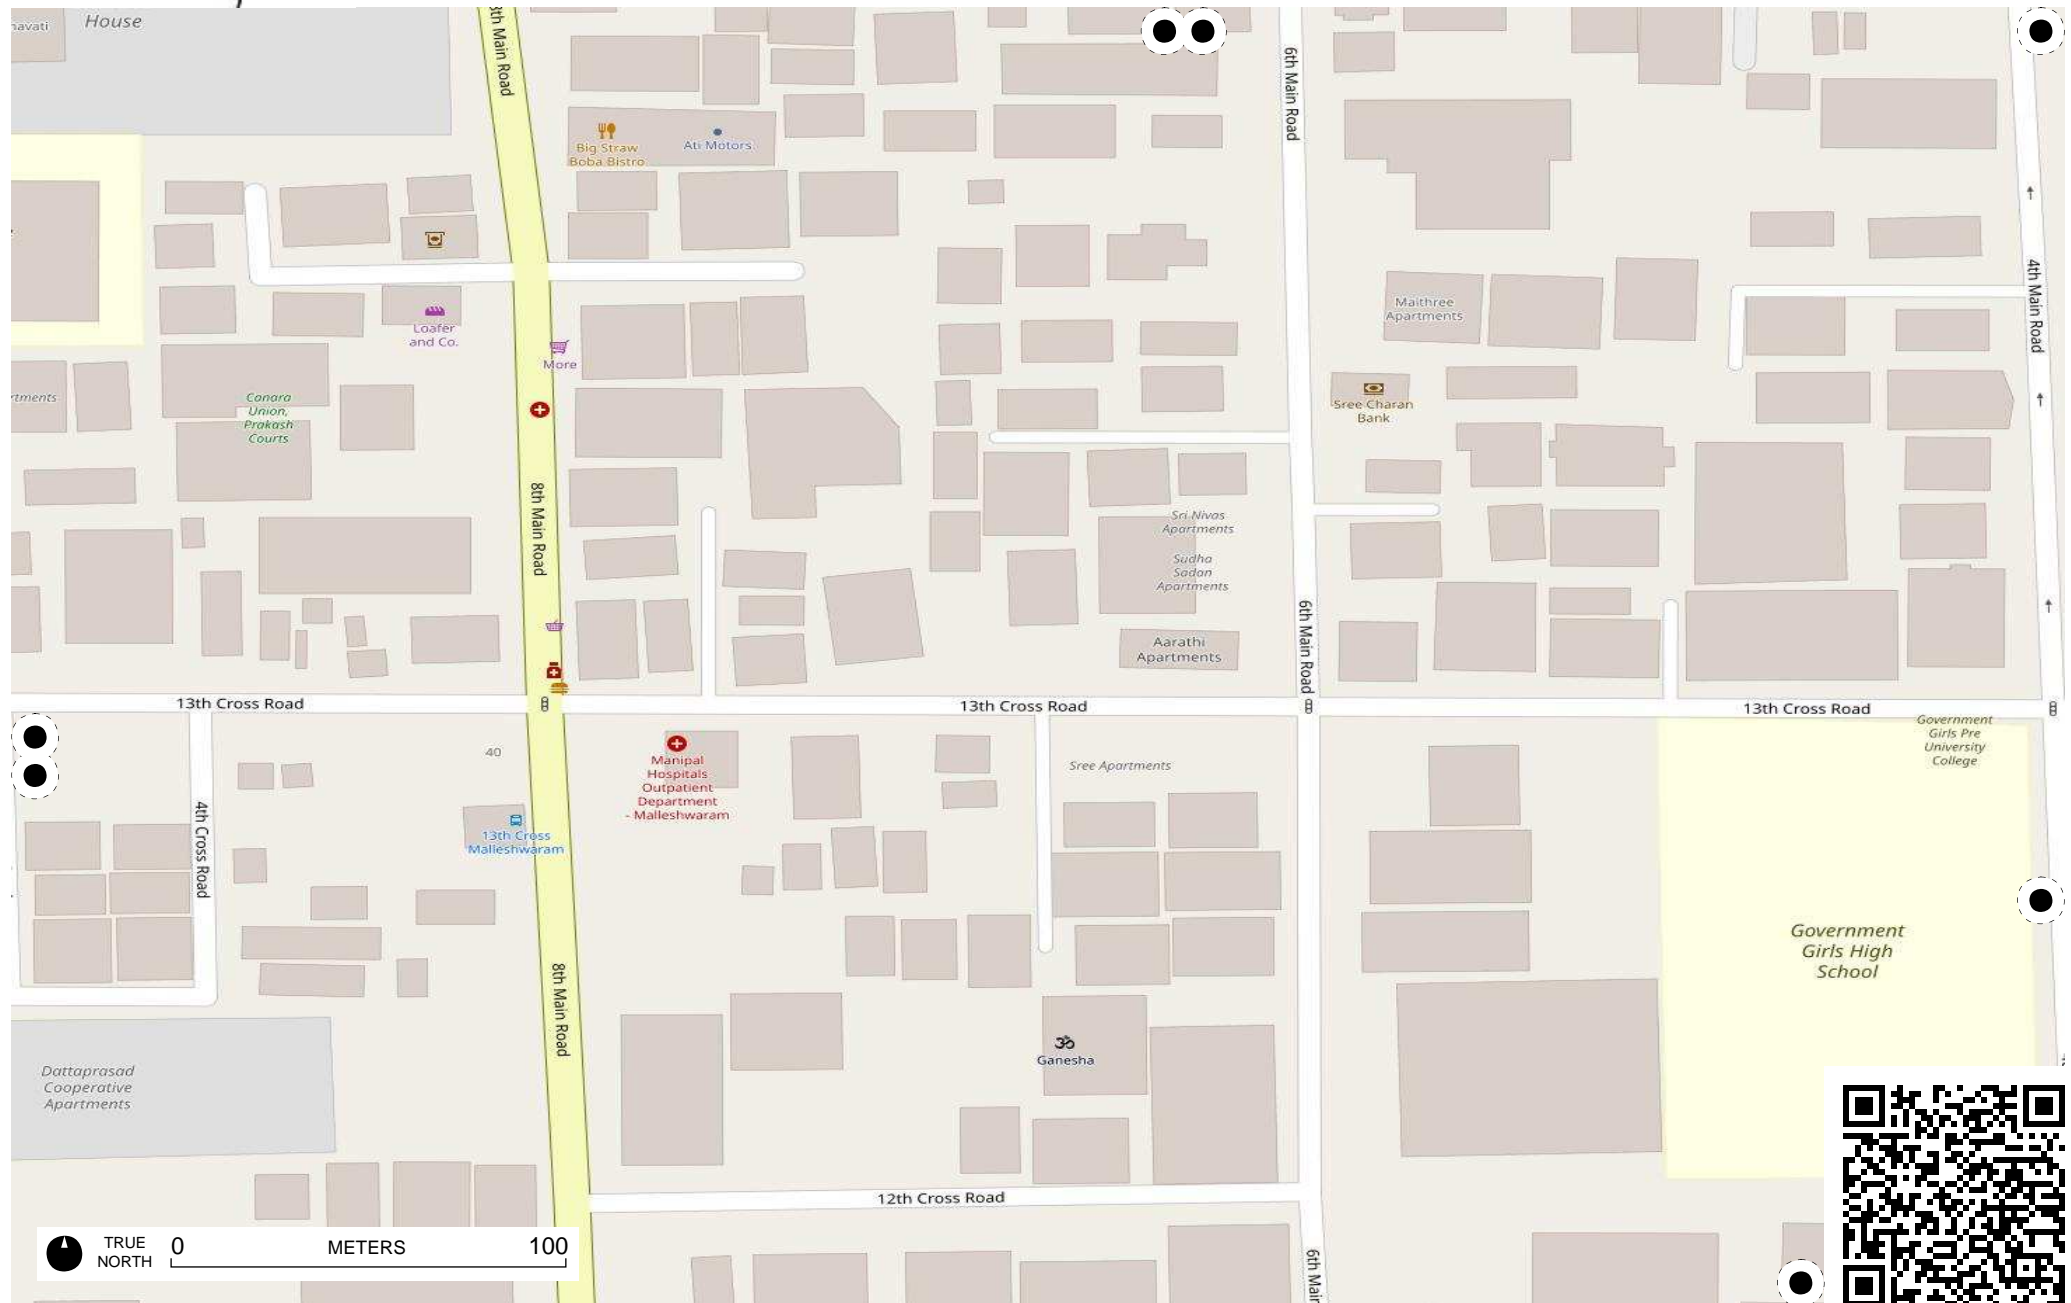 House
8th Main Road
6th Main Road
Big Straw
Boba Bistro
Ati Motors
4th Main Road
Maithree
Apartments
Loafer
and Co.
More
Canara
Union,
Prakash
Courts
Sree Charan
Bank
8th Main Road
Sri Nivas
Apartments
Sudha
Sadan
Apartments
6th Main Road
Aarathi
Apartments
13th Cross Road
13th Cross Road
13th Cross Road
Government
Girls Pre
University
College
40
Manipal
Hospitals
Outpatient
Department
- Malleshwaram
Sree Apartments
4th Cross Road
13th Cross
Malleshwaram
Government
Girls High
School
8th Main Road
Ganesha
Dattaprasad
Cooperative
Apartments
12th Cross Road
6th Main
TRUE
NORTH
0 METERS 100